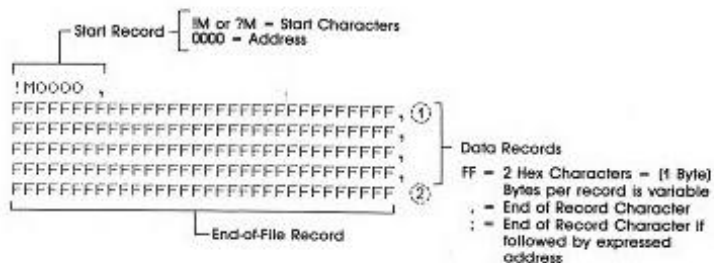 Start Record
!M or ?M = Start Characters
0000 = Address
!M0000 ,
FFFFFFFFFFFFFFFFFFFFFFFFFFFFFFFF, 1
FFFFFFFFFFFFFFFFFFFFFFFFFFFFFFFF,
FFFFFFFFFFFFFFFFFFFFFFFFFFFFFFFF,
FFFFFFFFFFFFFFFFFFFFFFFFFFFFFFFF,
FFFFFFFFFFFFFFFFFFFFFFFFFFFFFFFF 2
Data Records
FF = 2 Hex Characters = (1 Byte)
Bytes per record is variable
, = End of Record Character
; = End of Record Character if
followed by expressed
address
End-of-File Record